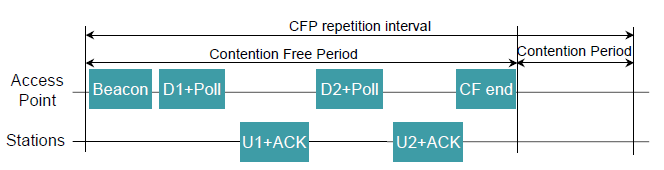 CFP repetition interval
Contention Free Period
Contention Period
Access
Point
Beacon
D1+Poll
D2+Poll
CF end
Stations
U1+ACK
U2+ACK